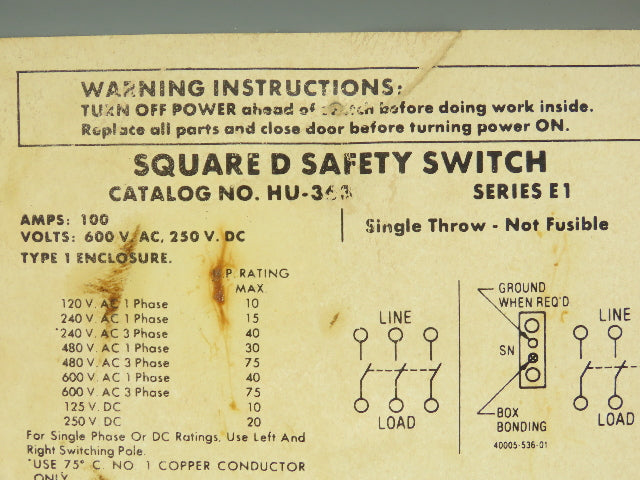 WARNING INSTRUCTIONS:
TURN OFF POWER ahead of switch before doing work inside.
Replace all parts and close door before turning power ON.
SQUARE D SAFETY SWITCH
CATALOG NO. HU-363
SERIES E1
AMPS: 100
VOLTS: 600 V. AC, 250 V. DC
TYPE 1 ENCLOSURE.
Single Throw - Not Fusible
H.P. RATING
MAX.
120 V. AC 1 Phase 10
240 V. AC 1 Phase 15
*240 V. AC 3 Phase 40
480 V. AC 1 Phase 30
480 V. AC 3 Phase 75
600 V. AC 1 Phase 40
600 V. AC 3 Phase 75
125 V. DC 10
250 V. DC 20
For Single Phase Or DC Ratings, Use Left And
Right Switching Pole.
*USE 75° C. NO. 1 COPPER CONDUCTOR
ONLY
LINE
LOAD
GROUND
WHEN REQ'D
SN
BOX
BONDING
LINE
LOAD
40005-536-01